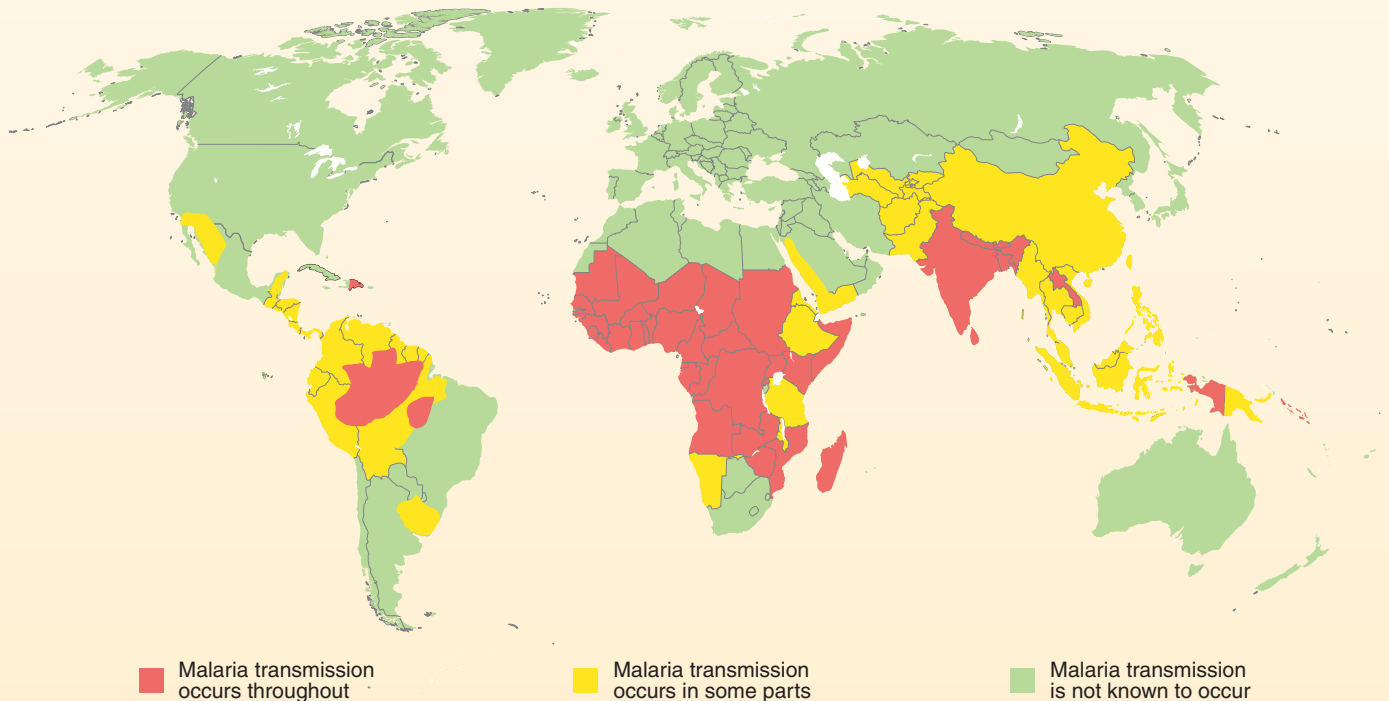 Malaria transmission
occurs throughout
Malaria transmission
occurs in some parts
Malaria transmission
is not known to occur